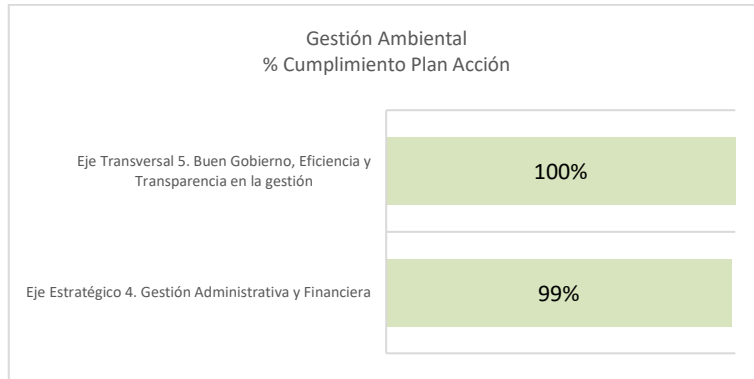 Gestión Ambiental
% Cumplimiento Plan Acción
Eje Transversal 5. Buen Gobierno, Eficiencia y
Transparencia en la gestión
100%
Eje Estratégico 4. Gestión Administrativa y Financiera
99%